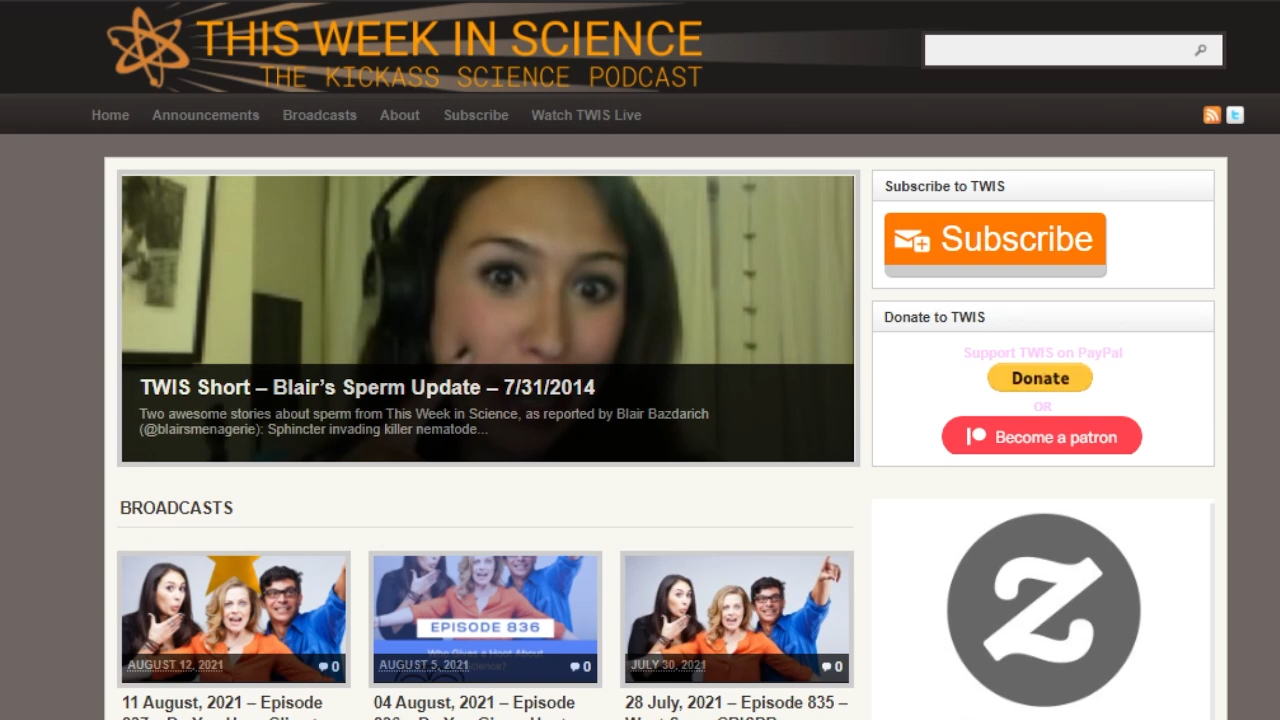 THIS WEEK IN SCIENCE
THE KICKASS SCIENCE PODCAST
Home Announcements Broadcasts About Subscribe Watch TWIS Live
TWIS Short – Blair’s Sperm Update – 7/31/2014
Two awesome stories about sperm from This Week in Science, as reported by Blair Bazdarich
(@blairsmenagerie): Sphincter invading killer nematode...
Subscribe to TWIS
Subscribe
Donate to TWIS
Support TWIS on PayPal
Donate
OR
Become a patron
BROADCASTS
AUGUST 12, 2021 0
11 August, 2021 – Episode
EPISODE 836
Who Gives a Hoot About
AUGUST 5, 2021 0
04 August, 2021 – Episode
JULY 30, 2021 0
28 July, 2021 – Episode 835 –
Z